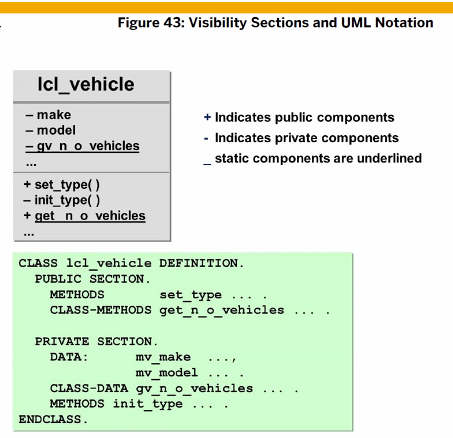 Figure 43: Visibility Sections and UML Notation
lcl_vehicle
– make
– model
– gv_n_o_vehicles
...
+ set_type( )
– init_type( )
+ get_n_o_vehicles
...
+ Indicates public components
- Indicates private components
_ static components are underlined
CLASS lcl_vehicle DEFINITION.
PUBLIC SECTION.
METHODS set_type ... .
CLASS-METHODS get_n_o_vehicles ... .
PRIVATE SECTION.
DATA: mv_make ...,
mv_model ... .
CLASS-DATA gv_n_o_vehicles ... .
METHODS init_type ... .
ENDCLASS.